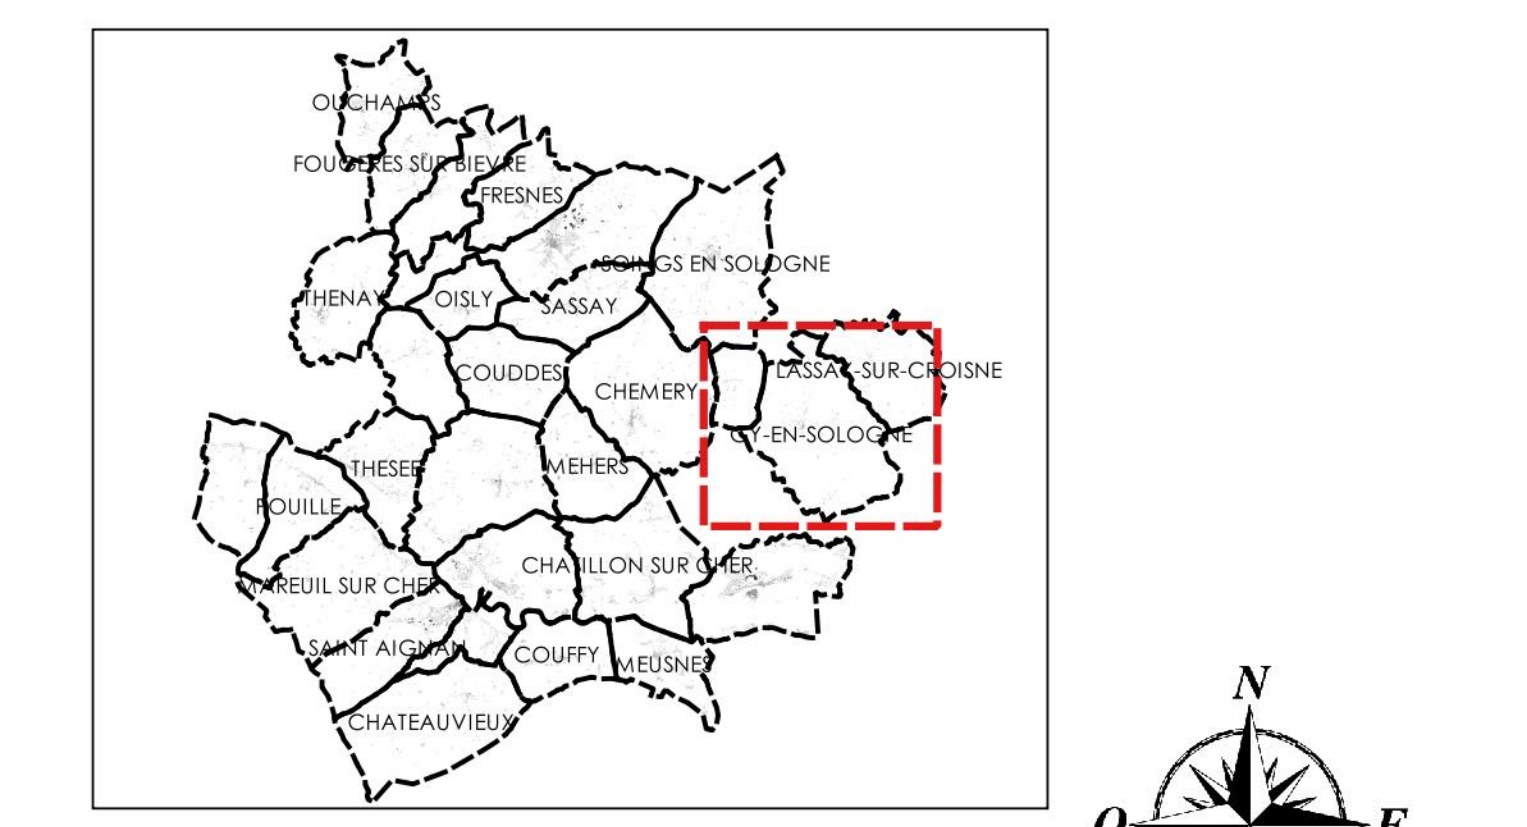 OUCHAMPS
FOUGERES SUR BIEVRE
FRESNES
SOINGS EN SOLOGNE
THENAY
OISLY
SASSAY
LASSAY-SUR-CROISNE
COUDDES
CHEMERY
GY-EN-SOLOGNE
THESEE
MEHERS
POUILLE
CHATILLON SUR CHER
MAREUIL SUR CHER
SAINT AIGNAN
COUFFY
MEUSNES
CHATEAUVIEUX
N
O
E